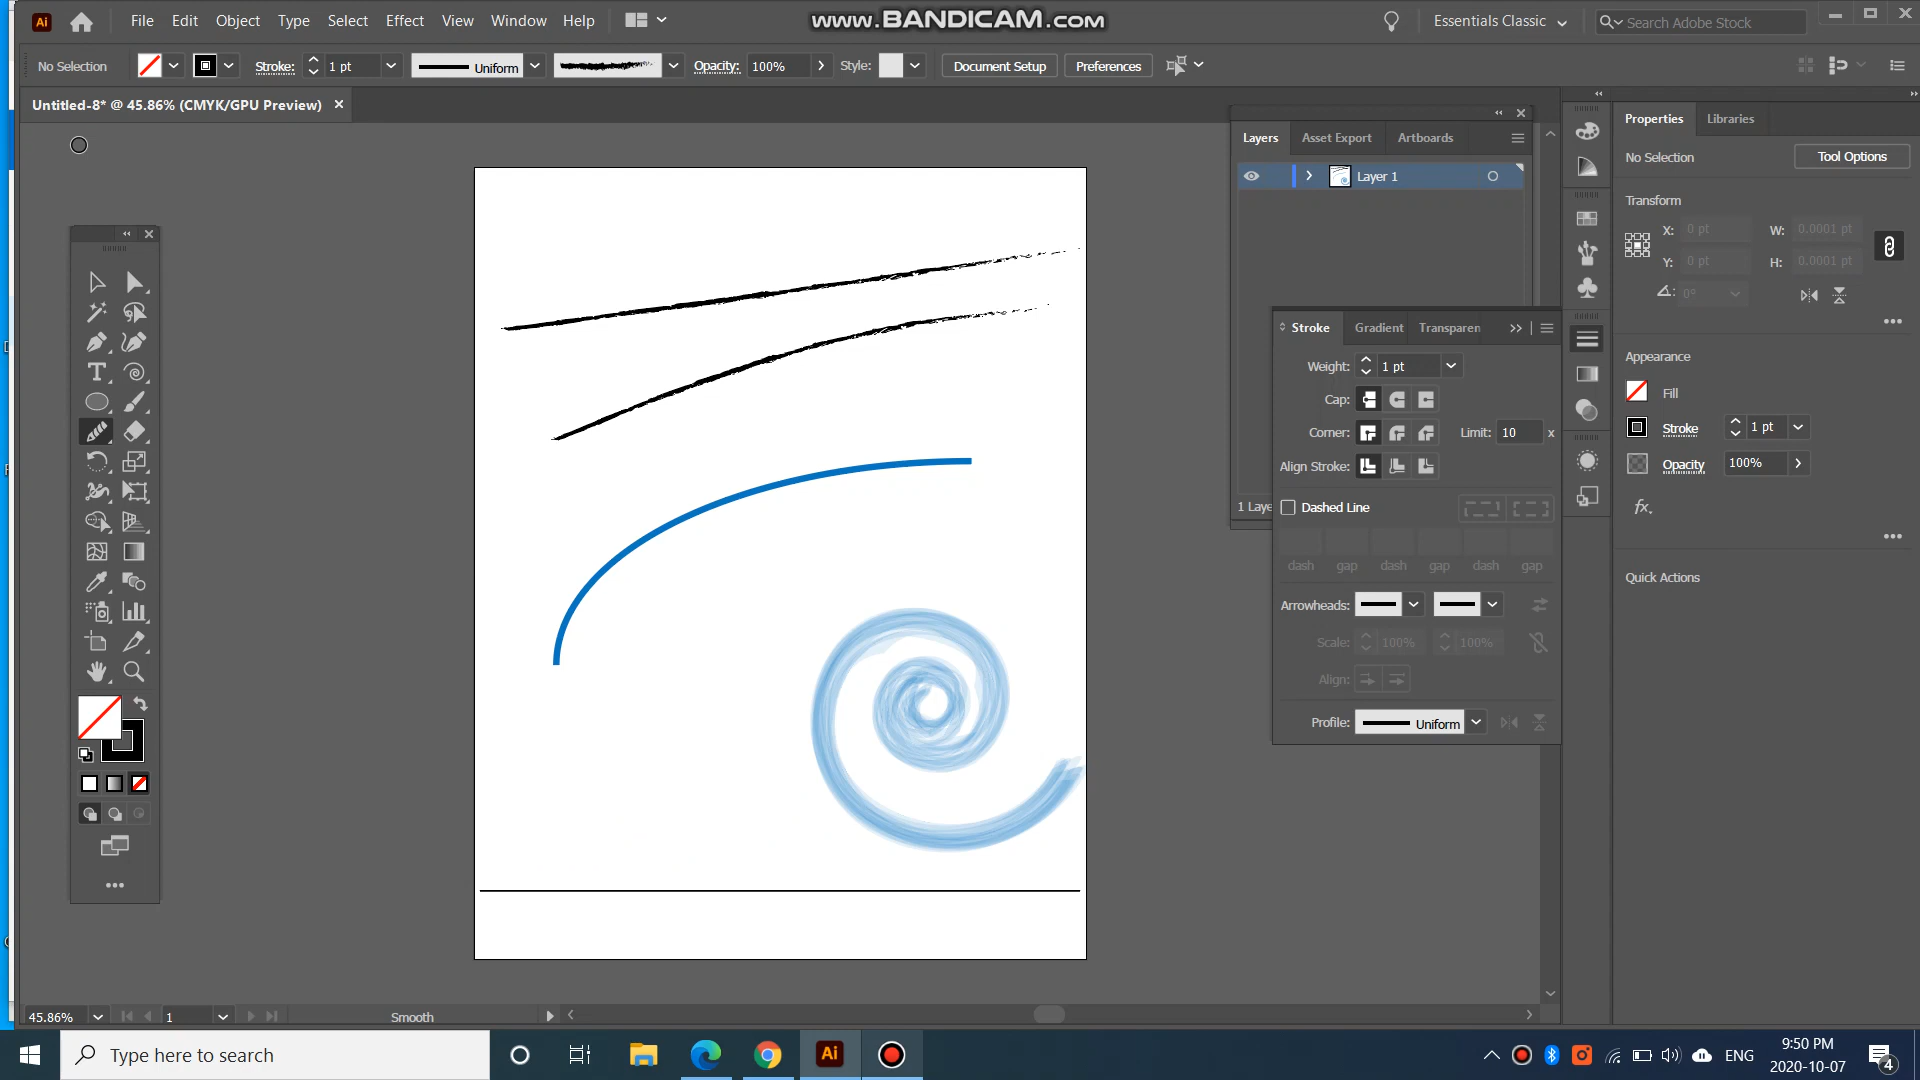 File Edit Object Type Select Effect View Window Help
www.BANDICAM.com
Essentials Classic
Search Adobe Stock
No Selection
Stroke: 1 pt
Uniform
Opacity: 100%
Style:
Document Setup
Preferences
Untitled-8* @ 45.86% (CMYK/GPU Preview)
Layers Asset Export Artboards
Layer 1
1 Laye
Stroke Gradient Transparen
Weight: 1 pt
Cap:
Corner: Limit: 10 x
Align Stroke:
Dashed Line
dash gap dash gap dash gap
Arrowheads:
Scale: 100% 100%
Align:
Profile: Uniform
Properties Libraries
No Selection Tool Options
Transform
X: 0 pt W: 0.0001 pt
Y: 0 pt H: 0.0001 pt
0°
Appearance
Fill
Stroke 1 pt
Opacity 100%
fx.
Quick Actions
45.86% 1 Smooth
Type here to search
Ai
ENG
9:50 PM
2020-10-07
4